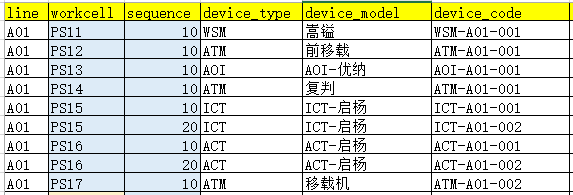 line workcell sequence device_type device_model device_code
A01 PS11 10 WSM 嵩镒 WSM-A01-001
A01 PS12 10 ATM 前移载 ATM-A01-001
A01 PS13 10 AOI AOI-优纳 AOI-A01-001
A01 PS14 10 ATM 复判 ATM-A01-001
A01 PS15 10 ICT ICT-启杨 ICT-A01-001
A01 PS15 20 ICT ICT-启杨 ICT-A01-002
A01 PS16 10 ACT ACT-启杨 ACT-A01-001
A01 PS16 20 ACT ACT-启杨 ACT-A01-002
A01 PS17 10 ATM 移载机 ATM-A01-002